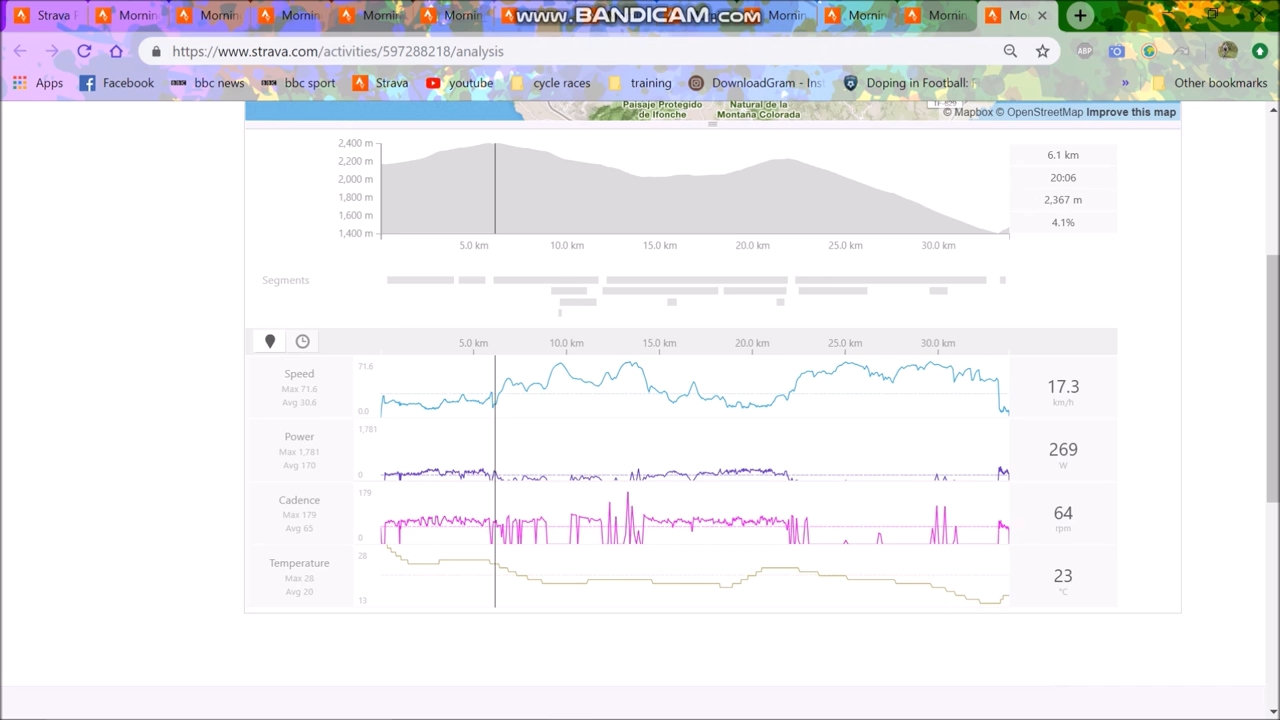 www.BANDICAM.com
Strava
Mornin
Mornin
Mornin
Mornin
Mornin
Mornin
Mornin
Mornin
Mo
https://www.strava.com/activities/597288218/analysis
ABP
Apps
Facebook
BBC bbc news
BBC bbc sport
Strava
youtube
cycle races
training
DownloadGram - Ins
Doping in Football:
»
Other bookmarks
Paisaje Protegido
de Ifonche
Natural de la
Montaña Colorada
© Mapbox © OpenStreetMap Improve this map
2,400 m
2,200 m
2,000 m
1,800 m
1,600 m
1,400 m
5.0 km 10.0 km 15.0 km 20.0 km 25.0 km 30.0 km
6.1 km
20:06
2,367 m
4.1%
Segments
5.0 km 10.0 km 15.0 km 20.0 km 25.0 km 30.0 km
Speed
Max 71.6
Avg 30.6
71.6
0.0
17.3
km/h
Power
Max 1,781
Avg 170
1,781
0
269
W
Cadence
Max 179
Avg 65
179
0
64
rpm
Temperature
Max 28
Avg 20
28
13
23
°C